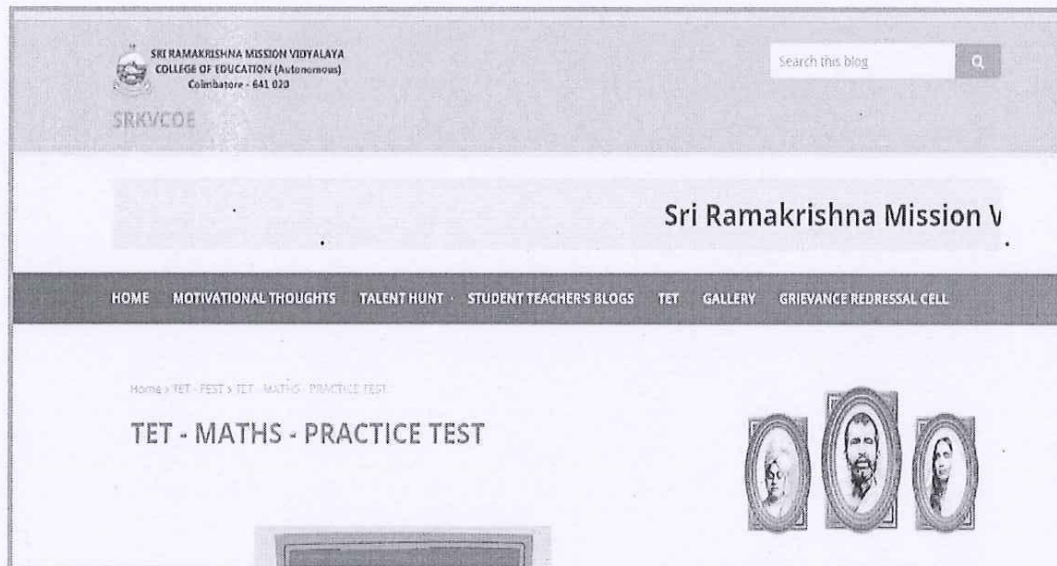 SRI RAMAKRISHNA MISSION VIDYALAYA
COLLEGE OF EDUCATION (Autonomous)
Coimbatore - 641 020
Search this blog
SRKVCOE
Sri Ramakrishna Mission V
HOME MOTIVATIONAL THOUGHTS TALENT HUNT STUDENT TEACHER'S BLOGS TET GALLERY GRIEVANCE REDRESSAL CELL
Home > TET - FEST > TET - MATHS - PRACTICE TEST
TET - MATHS - PRACTICE TEST